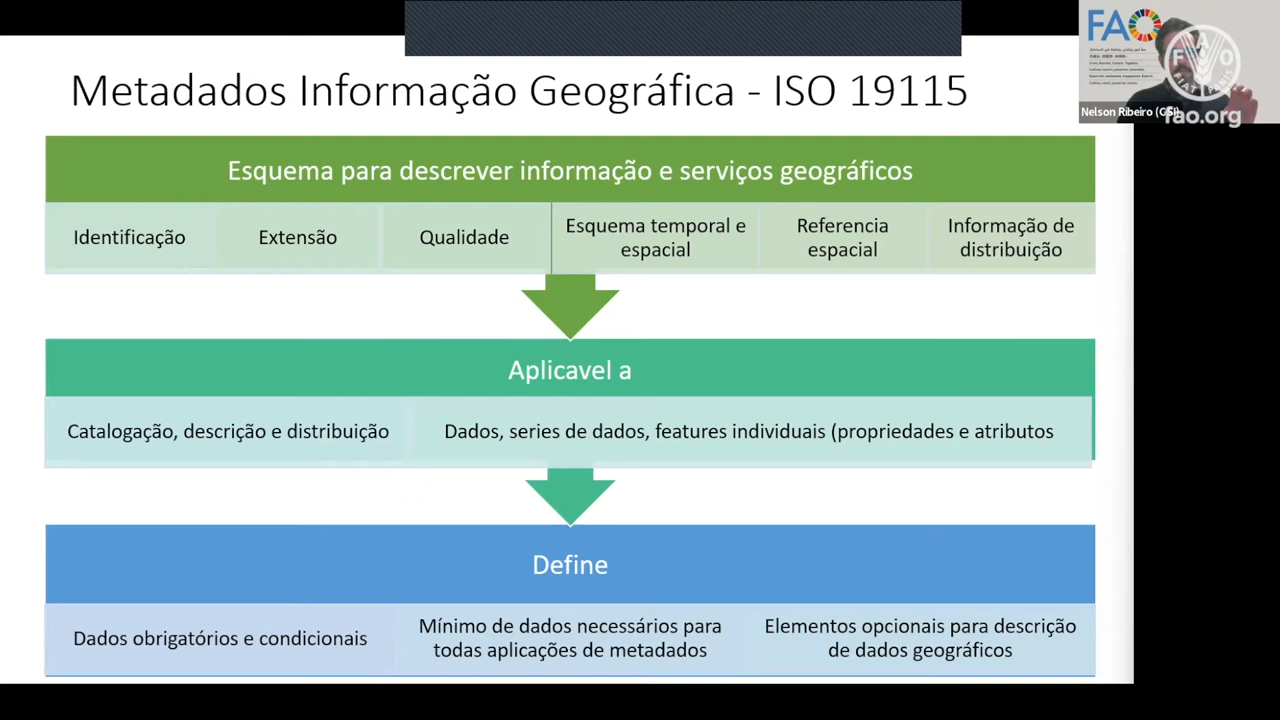 Metadados Informação Geográfica - ISO 19115
FAO
Nelson Ribeiro (CSI)
fao.org
Esquema para descrever informação e serviços geográficos
Identificação
Extensão
Qualidade
Esquema temporal e
espacial
Referencia
espacial
Informação de
distribuição
Aplicavel a
Catalogação, descrição e distribuição
Dados, series de dados, features individuais (propriedades e atributos
Define
Dados obrigatórios e condicionais
Mínimo de dados necessários para
todas aplicações de metadados
Elementos opcionais para descrição
de dados geográficos